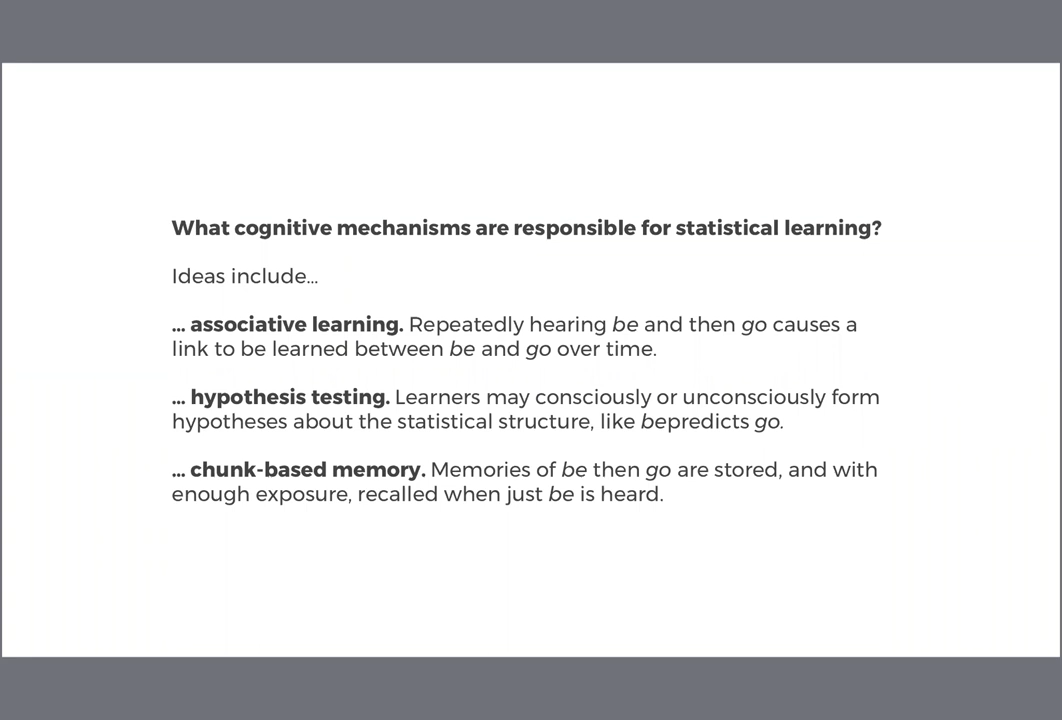 What cognitive mechanisms are responsible for statistical learning?
Ideas include...
... associative learning. Repeatedly hearing be and then go causes a
link to be learned between be and go over time.
... hypothesis testing. Learners may consciously or unconsciously form
hypotheses about the statistical structure, like bepredicts go.
... chunk-based memory. Memories of be then go are stored, and with
enough exposure, recalled when just be is heard.